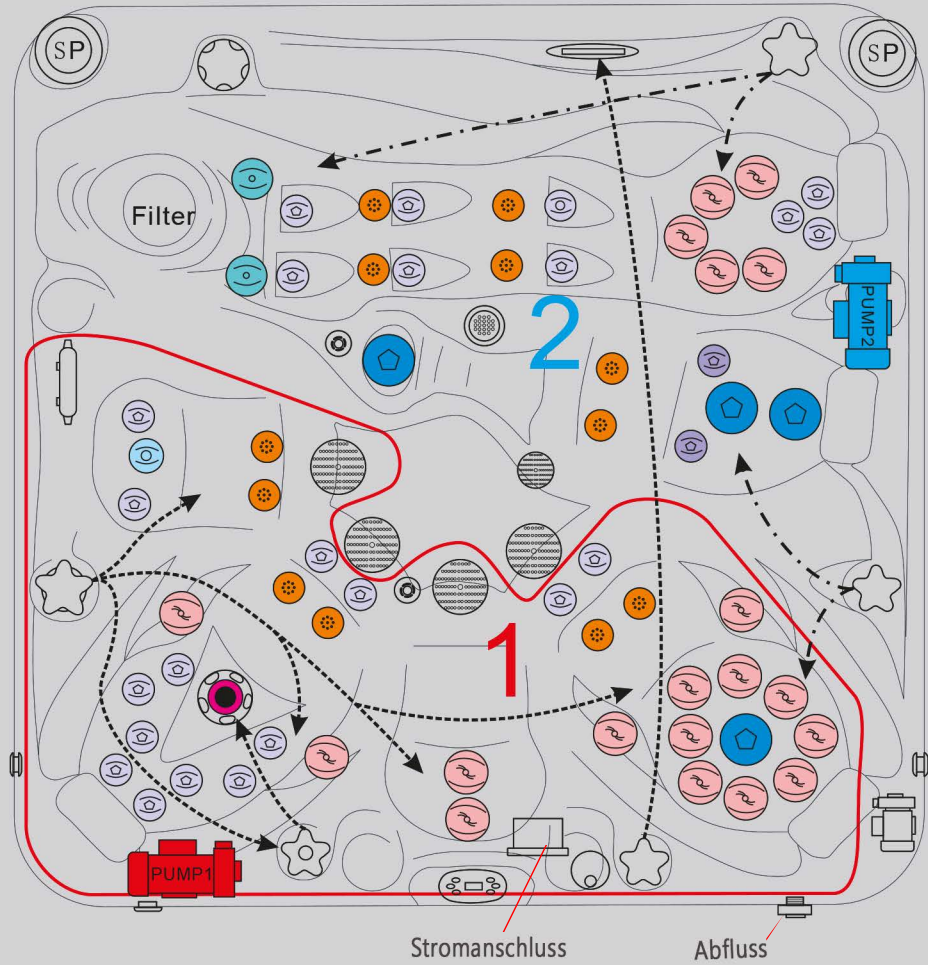 SP
SP
Filter
PUMP2
2
1
PUMP1
Stromanschluss
Abfluss